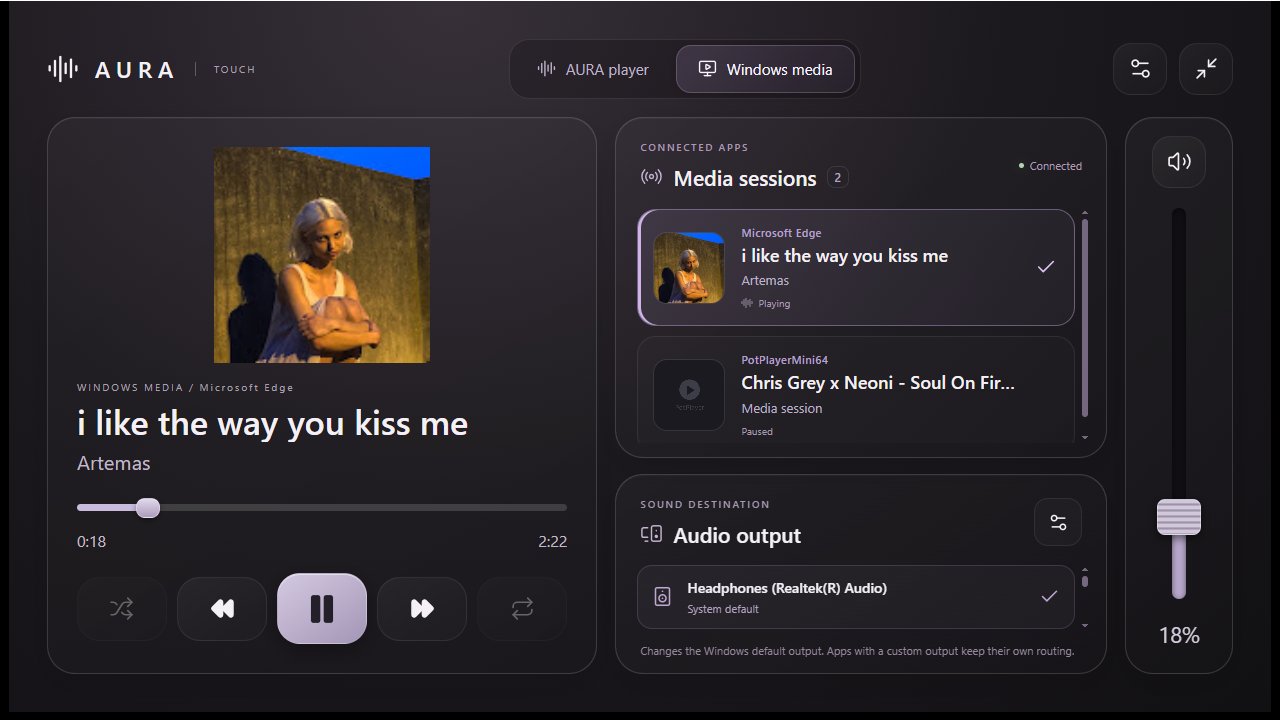 AURA
TOUCH
AURA player
Windows media
WINDOWS MEDIA / Microsoft Edge
i like the way you kiss me
Artemas
0:18
2:22
CONNECTED APPS
Media sessions 2
Connected
Microsoft Edge
i like the way you kiss me
Artemas
Playing
PotPlayerMini64
Chris Grey x Neoni - Soul On Fir...
Media session
Paused
SOUND DESTINATION
Audio output
Headphones (Realtek(R) Audio)
System default
Changes the Windows default output. Apps with a custom output keep their own routing.
18%